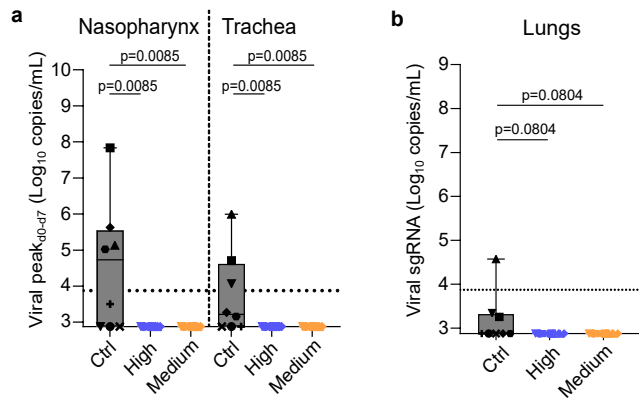 a
Nasopharynx Trachea
p=0.0085 p=0.0085
p=0.0085 p=0.0085
Viral peak d0-d7 (Log10 copies/mL)
10
9
8
7
6
5
4
3
Ctrl High Medium Ctrl High Medium
b
Lungs
p=0.0804
p=0.0804
Viral sgRNA (Log10 copies/mL)
9
8
7
6
5
4
3
Ctrl High Medium